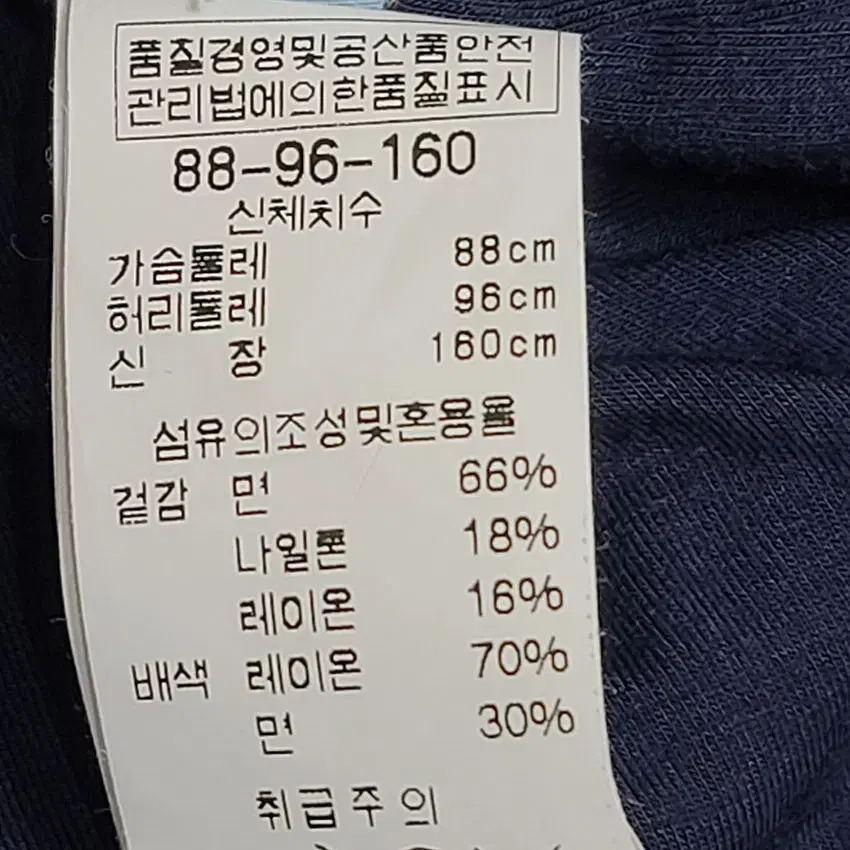 품질경영및공산품안전
관리법에의한품질표시
88-96-160
신체치수
가슴둘레 88cm
허리둘레 96cm
신 장 160cm
섬유의조성및혼용율
겉감 면 66%
나일론 18%
레이온 16%
배색 레이온 70%
면 30%
취급주의